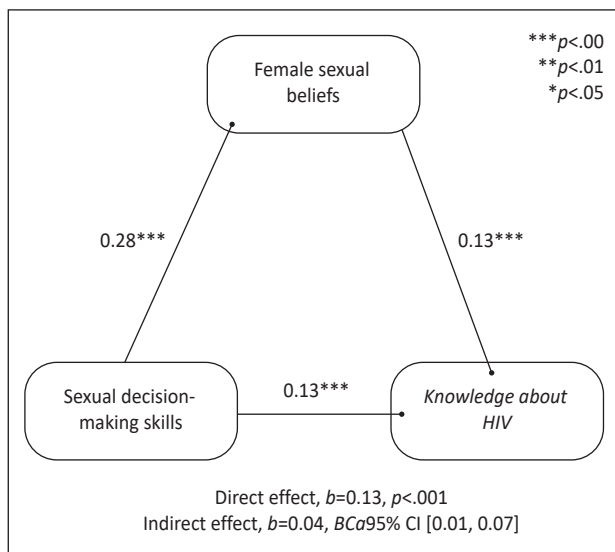 ***p<.00
**p<.01
*p<.05
Female sexual
beliefs
0.28***
0.13***
Sexual decision-
making skills
0.13***
Knowledge about
HIV
Direct effect, b=0.13, p<.001
Indirect effect, b=0.04, BCa95% CI [0.01, 0.07]